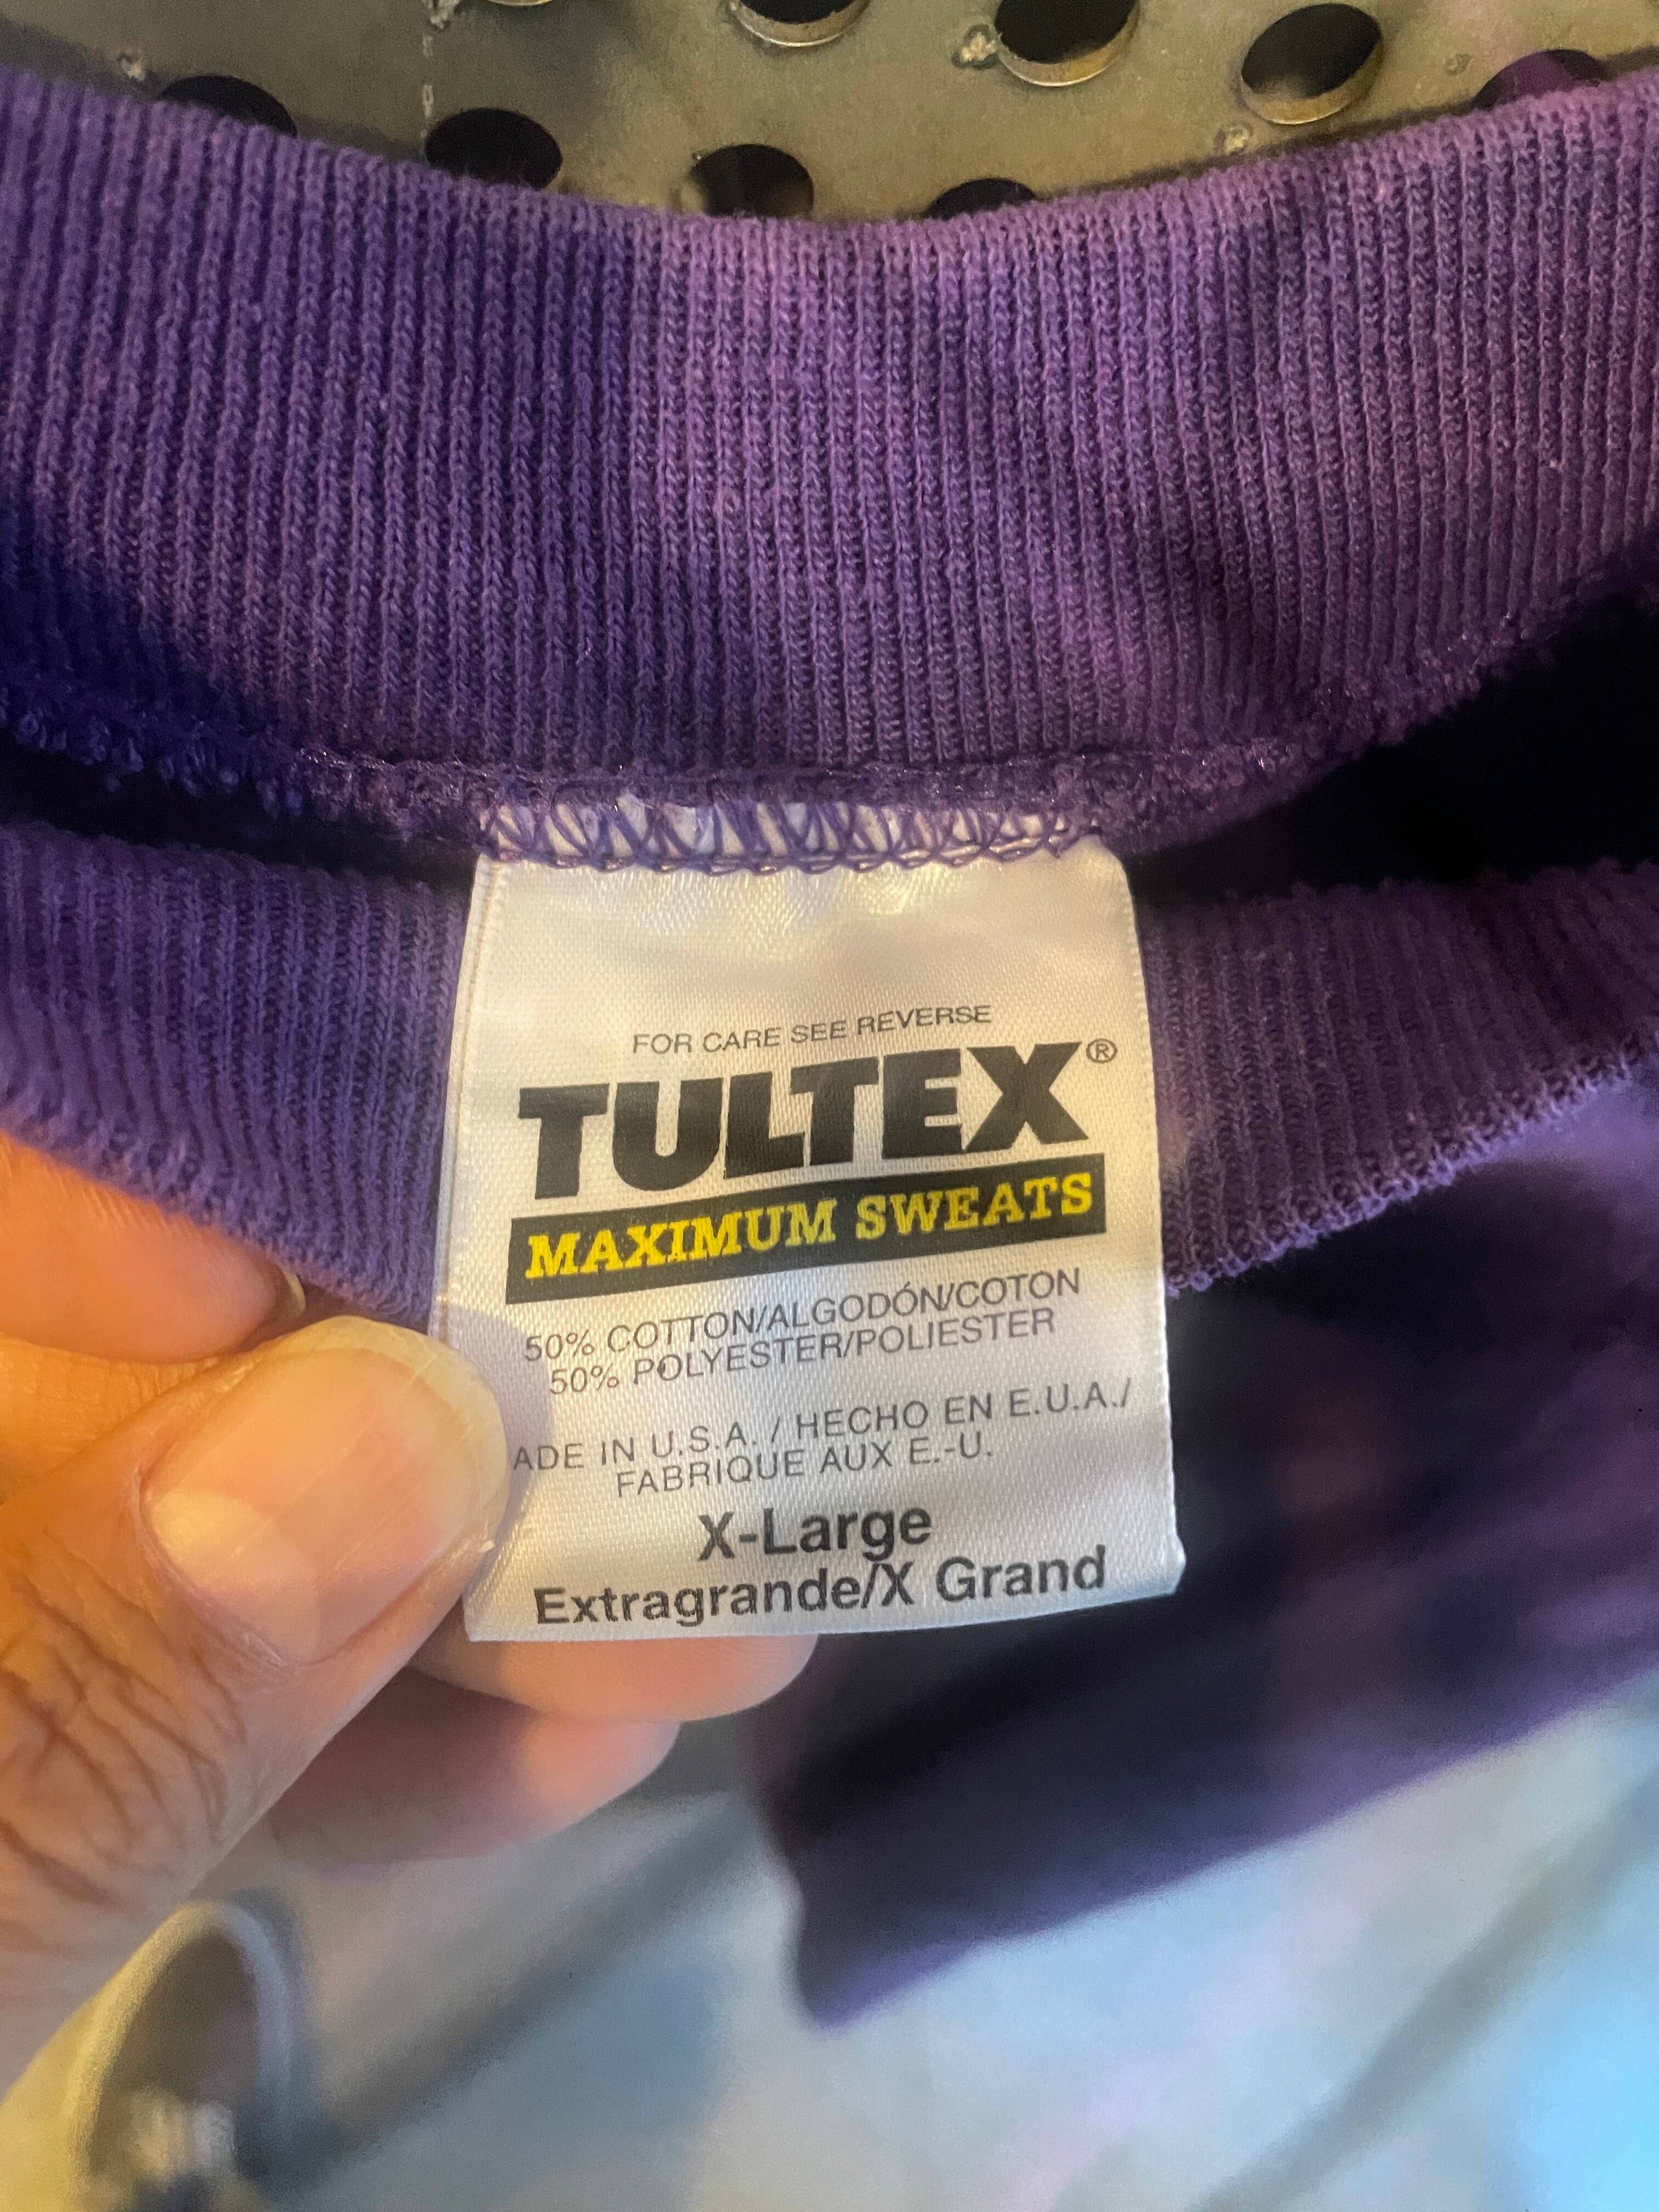 FOR CARE SEE REVERSE
TULTEX®
MAXIMUM SWEATS
50% COTTON/ALGODÓN/COTON
50% POLYESTER/POLIESTER
ADE IN U.S.A. / HECHO EN E.U.A./
FABRIQUE AUX E.-U.
X-Large
Extragrande/X Grand